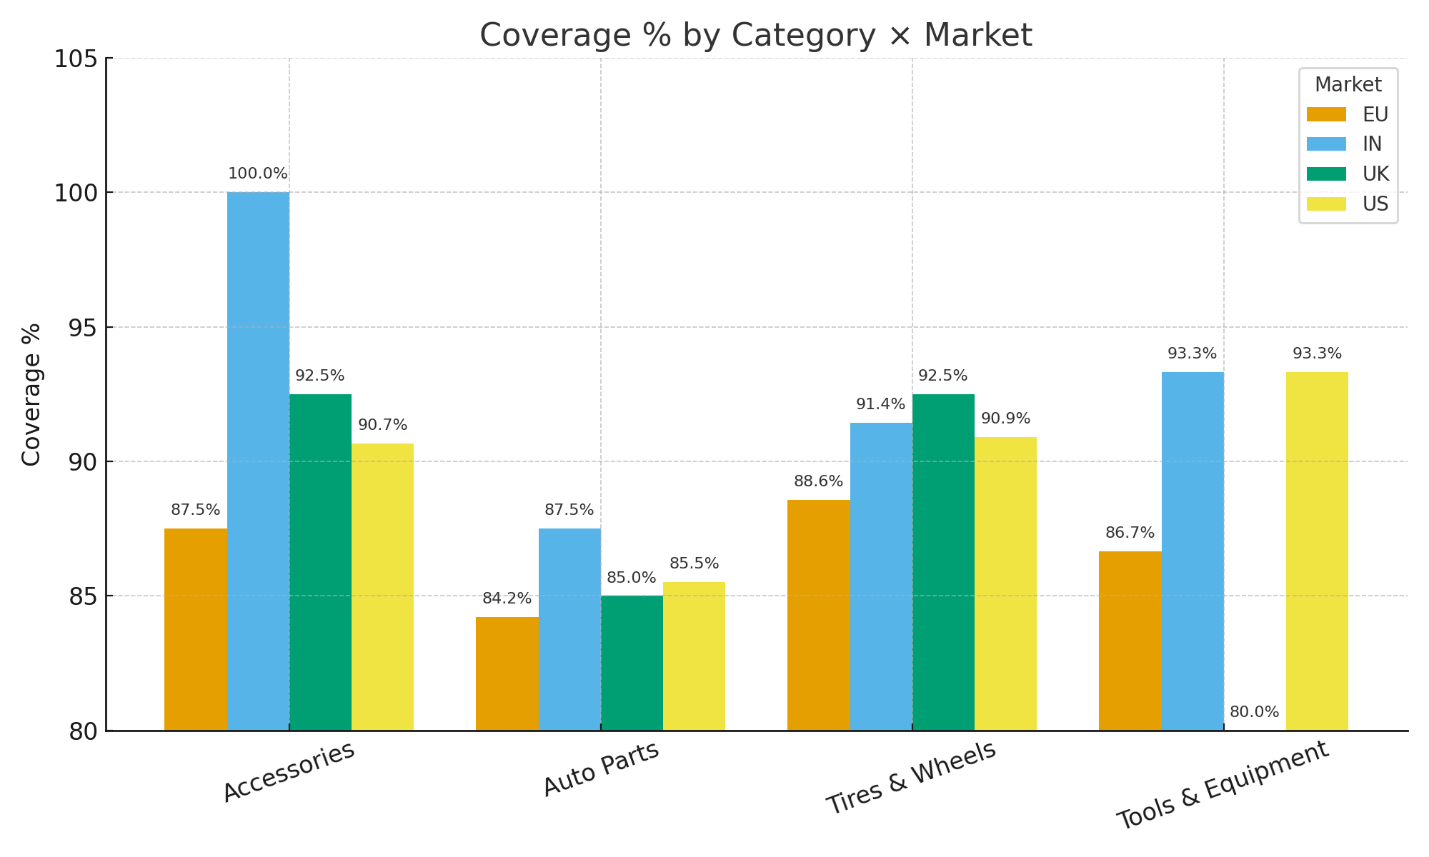 Coverage % by Category × Market
105
100
95
90
85
80
Coverage %
Market
EU
IN
UK
US
87.5%
100.0%
92.5%
90.7%
84.2%
87.5%
85.0%
85.5%
88.6%
91.4%
92.5%
90.9%
86.7%
93.3%
80.0%
93.3%
Accessories
Auto Parts
Tires & Wheels
Tools & Equipment